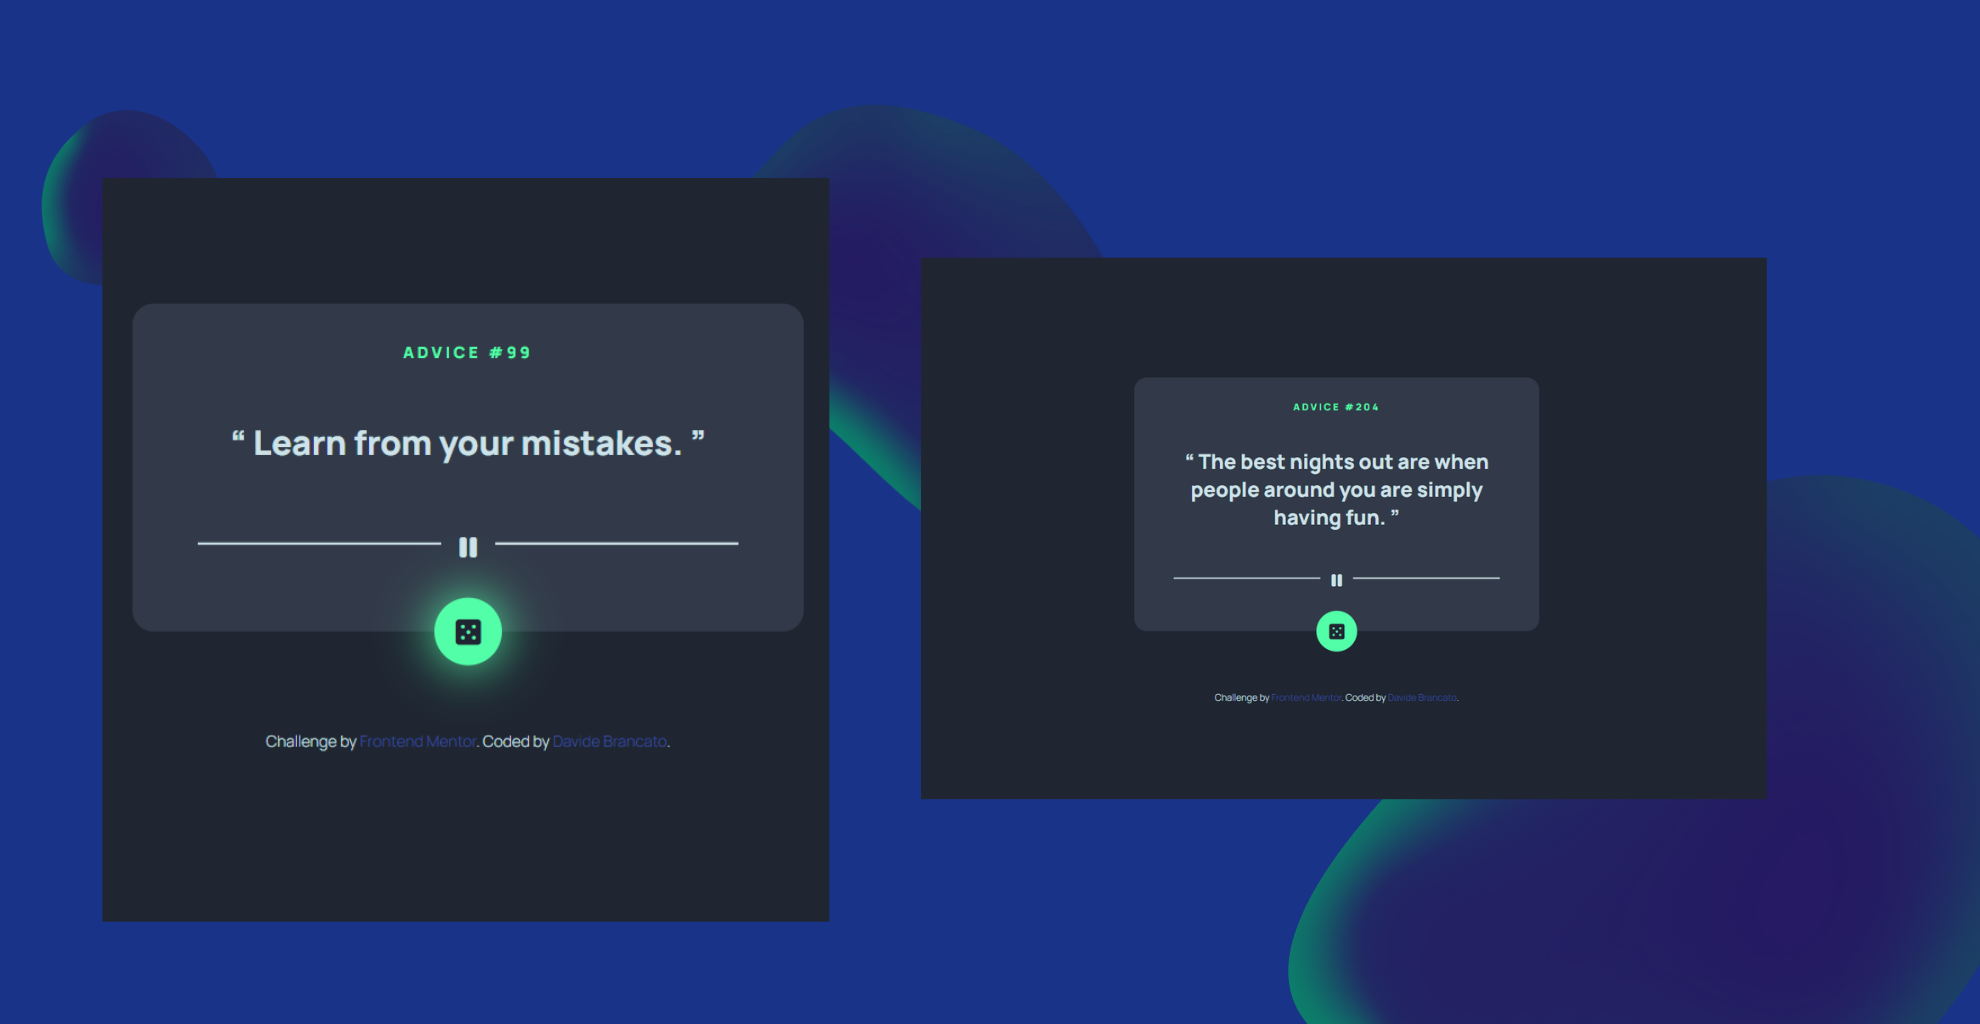 ADVICE #99
“ Learn from your mistakes. ”
Challenge by Frontend Mentor. Coded by Davide Brancato.
ADVICE #204
“ The best nights out are when
people around you are simply
having fun. ”
Challenge by Frontend Mentor. Coded by Davide Brancato.